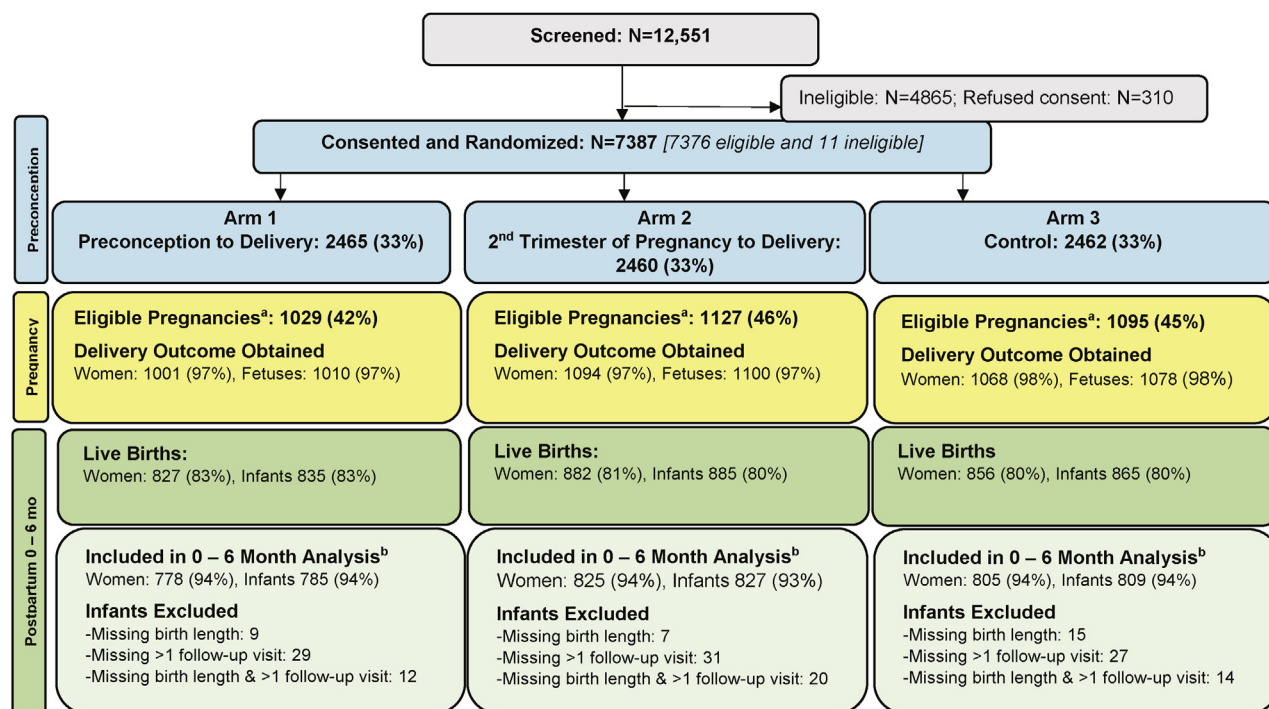 Screened: N=12,551
Ineligible: N=4865; Refused consent: N=310
Preconception
Consented and Randomized: N=7387 [7376 eligible and 11 ineligible]
Arm 1
Preconception to Delivery: 2465 (33%)
Arm 2
2nd Trimester of Pregnancy to Delivery:
2460 (33%)
Arm 3
Control: 2462 (33%)
Pregnancy
Eligible Pregnanciesa: 1029 (42%)
Delivery Outcome Obtained
Women: 1001 (97%), Fetuses: 1010 (97%)
Eligible Pregnanciesa: 1127 (46%)
Delivery Outcome Obtained
Women: 1094 (97%), Fetuses: 1100 (97%)
Eligible Pregnanciesa: 1095 (45%)
Delivery Outcome Obtained
Women: 1068 (98%), Fetuses: 1078 (98%)
Postpartum 0 – 6 mo
Live Births:
Women: 827 (83%), Infants 835 (83%)
Live Births:
Women: 882 (81%), Infants 885 (80%)
Live Births
Women: 856 (80%), Infants 865 (80%)
Included in 0 – 6 Month Analysisb
Women: 778 (94%), Infants 785 (94%)
Infants Excluded
-Missing birth length: 9
-Missing >1 follow-up visit: 29
-Missing birth length & >1 follow-up visit: 12
Included in 0 – 6 Month Analysisb
Women: 825 (94%), Infants 827 (93%)
Infants Excluded
-Missing birth length: 7
-Missing >1 follow-up visit: 31
-Missing birth length & >1 follow-up visit: 20
Included in 0 – 6 Month Analysisb
Women: 805 (94%), Infants 809 (94%)
Infants Excluded
-Missing birth length: 15
-Missing >1 follow-up visit: 27
-Missing birth length & >1 follow-up visit: 14